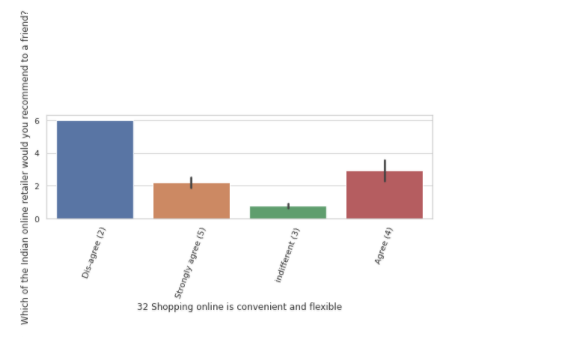 Which of the Indian online retailer would you recommend to a friend?
6
4
2
0
Dis-agree (2)
Strongly agree (5)
Indifferent (3)
Agree (4)
32 Shopping online is convenient and flexible